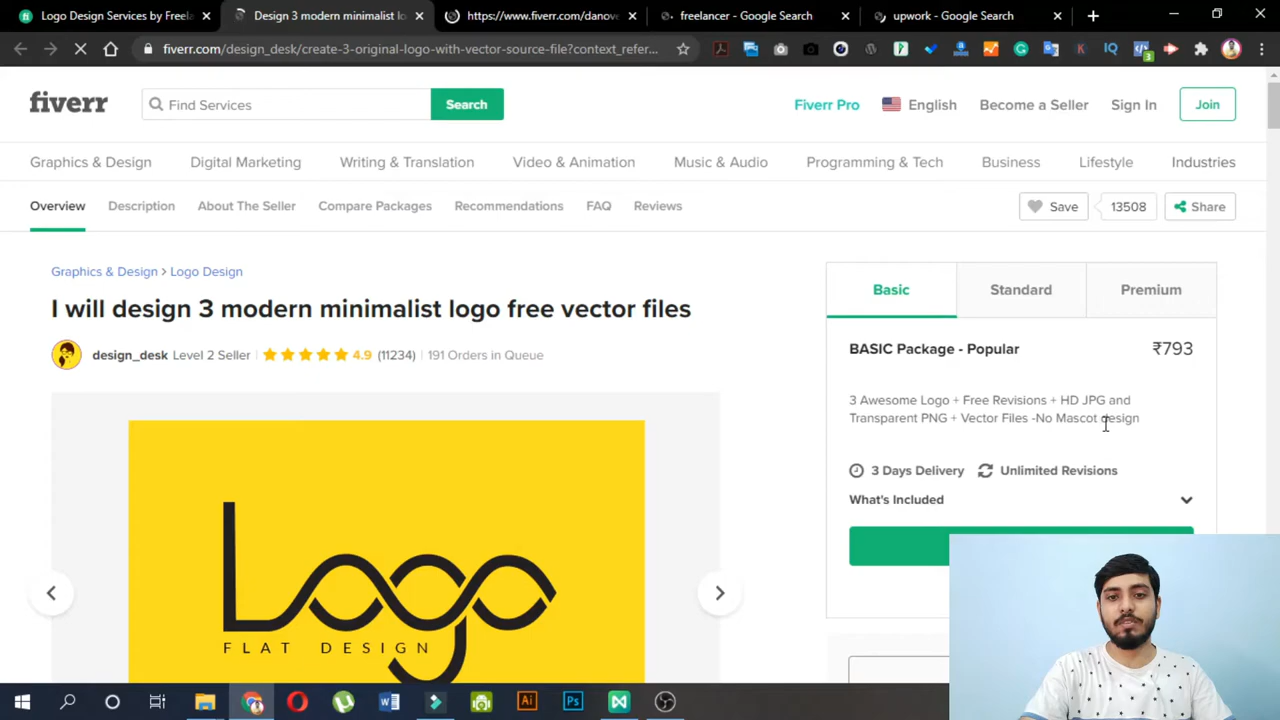 Logo Design Services by Freela
Design 3 modern minimalist lo
https://www.fiverr.com/danove
freelancer - Google Search
upwork - Google Search
fiverr.com/design_desk/create-3-original-logo-with-vector-source-file?context_refer...
fiverr
Find Services
Search
Fiverr Pro
English
Become a Seller
Sign In
Join
Graphics & Design
Digital Marketing
Writing & Translation
Video & Animation
Music & Audio
Programming & Tech
Business
Lifestyle
Industries
Overview
Description
About The Seller
Compare Packages
Recommendations
FAQ
Reviews
Save
13508
Share
Graphics & Design > Logo Design
I will design 3 modern minimalist logo free vector files
design_desk Level 2 Seller
4.9 (11234)
191 Orders in Queue
Logo
FLAT DESIGN
Basic
Standard
Premium
BASIC Package - Popular
₹793
3 Awesome Logo + Free Revisions + HD JPG and
Transparent PNG + Vector Files -No Mascot design
3 Days Delivery
Unlimited Revisions
What's Included
Ai
Ps